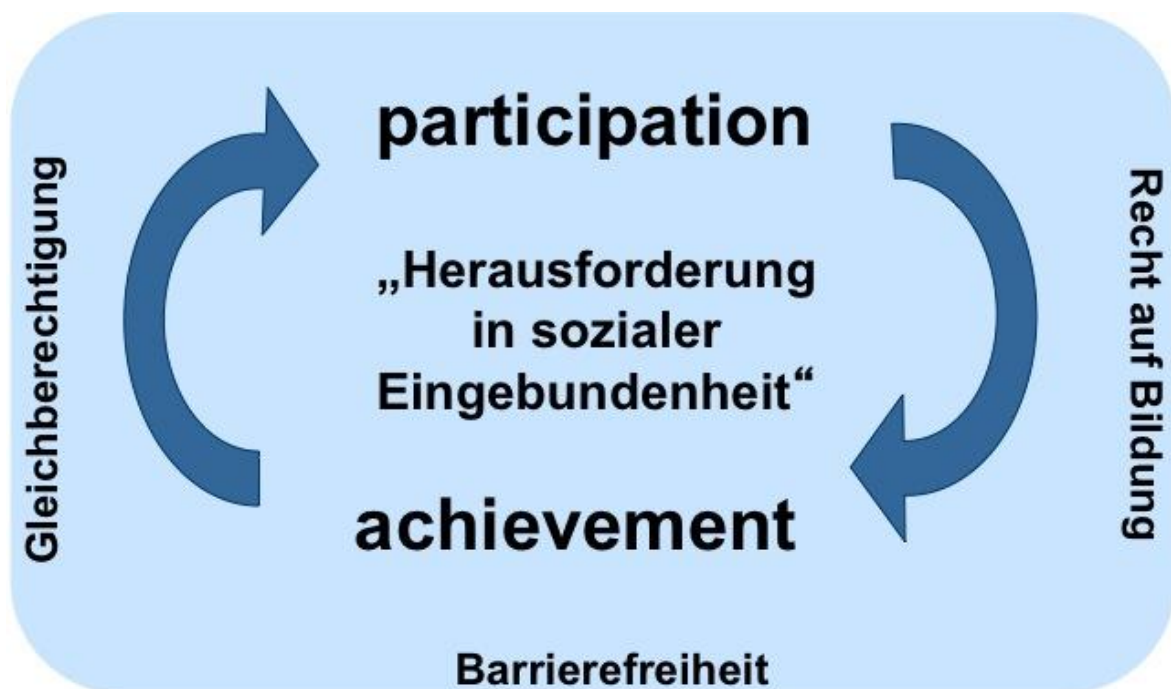 participation
„Herausforderung
in sozialer
Eingebundenheit“
achievement
Gleichberechtigung
Recht auf Bildung
Barrierefreiheit